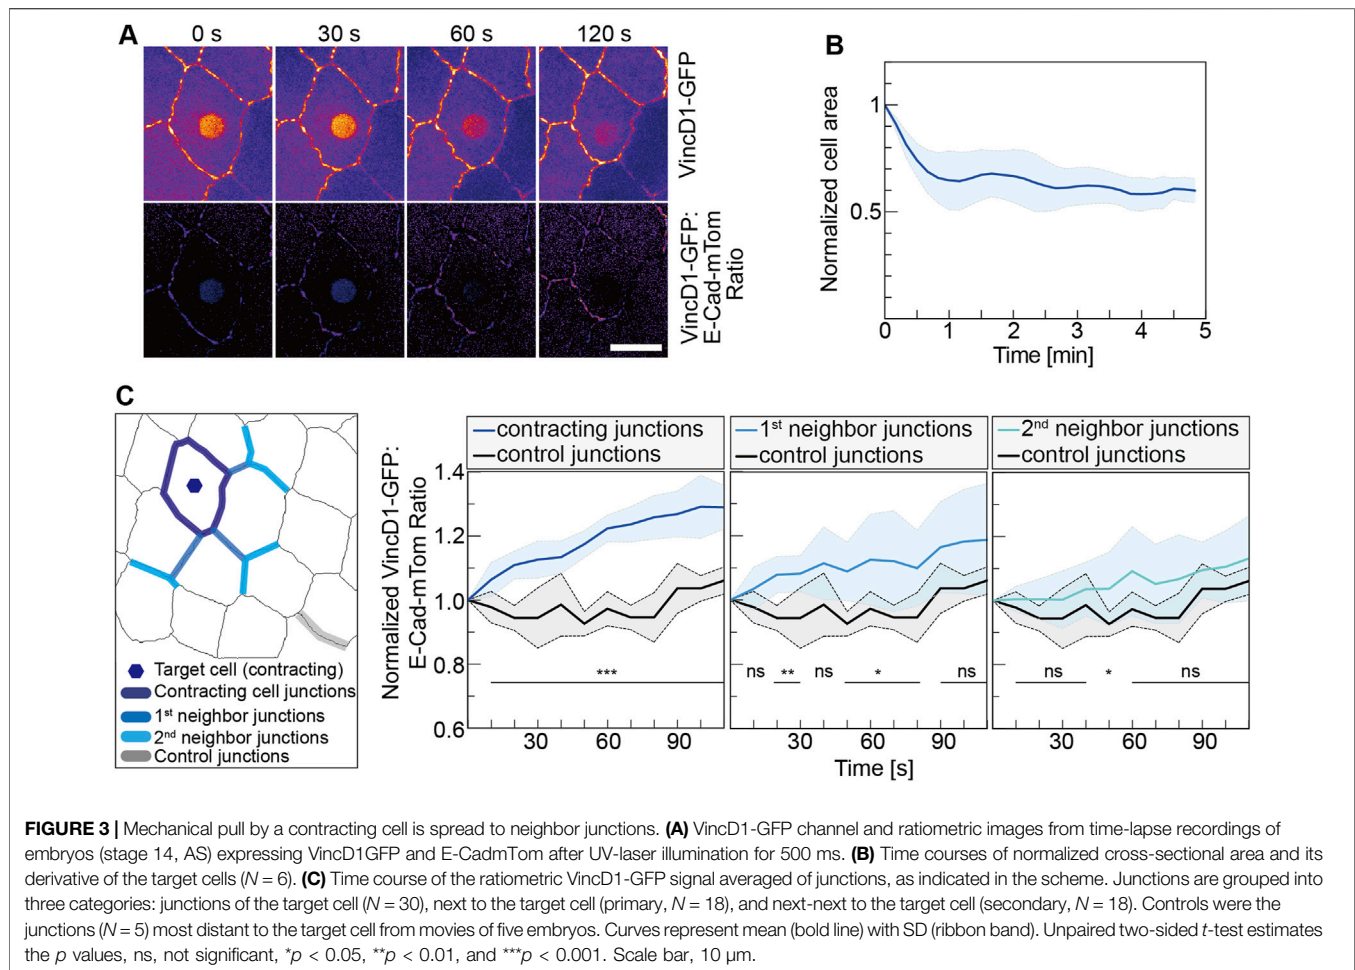 A
0 s
30 s
60 s
120 s
VincD1-GFP
VincD1-GFP:
E-Cad-mTom
Ratio
B
Normalized cell area
1
0.5
0
1
2
3
4
5
Time [min]
C
Target cell (contracting)
Contracting cell junctions
1st neighbor junctions
2nd neighbor junctions
Control junctions
Normalized VincD1-GFP:
E-Cad-mTom Ratio
contracting junctions
control junctions
1st neighbor junctions
control junctions
2nd neighbor junctions
control junctions
1.4
1.2
1.0
0.8
0.6
***
ns
**
ns
*
ns
ns
*
ns
30
60
90
30
60
90
30
60
90
Time [s]
FIGURE 3 | Mechanical pull by a contracting cell is spread to neighbor junctions. (A) VincD1-GFP channel and ratiometric images from time-lapse recordings of
embryos (stage 14, AS) expressing VincD1GFP and E-CadmTom after UV-laser illumination for 500 ms. (B) Time courses of normalized cross-sectional area and its
derivative of the target cells (N = 6). (C) Time course of the ratiometric VincD1-GFP signal averaged of junctions, as indicated in the scheme. Junctions are grouped into
three categories: junctions of the target cell (N = 30), next to the target cell (primary, N = 18), and next-next to the target cell (secondary, N = 18). Controls were the
junctions (N = 5) most distant to the target cell from movies of five embryos. Curves represent mean (bold line) with SD (ribbon band). Unpaired two-sided t-test estimates
the p values, ns, not significant, *p < 0.05, **p < 0.01, and ***p < 0.001. Scale bar, 10 µm.